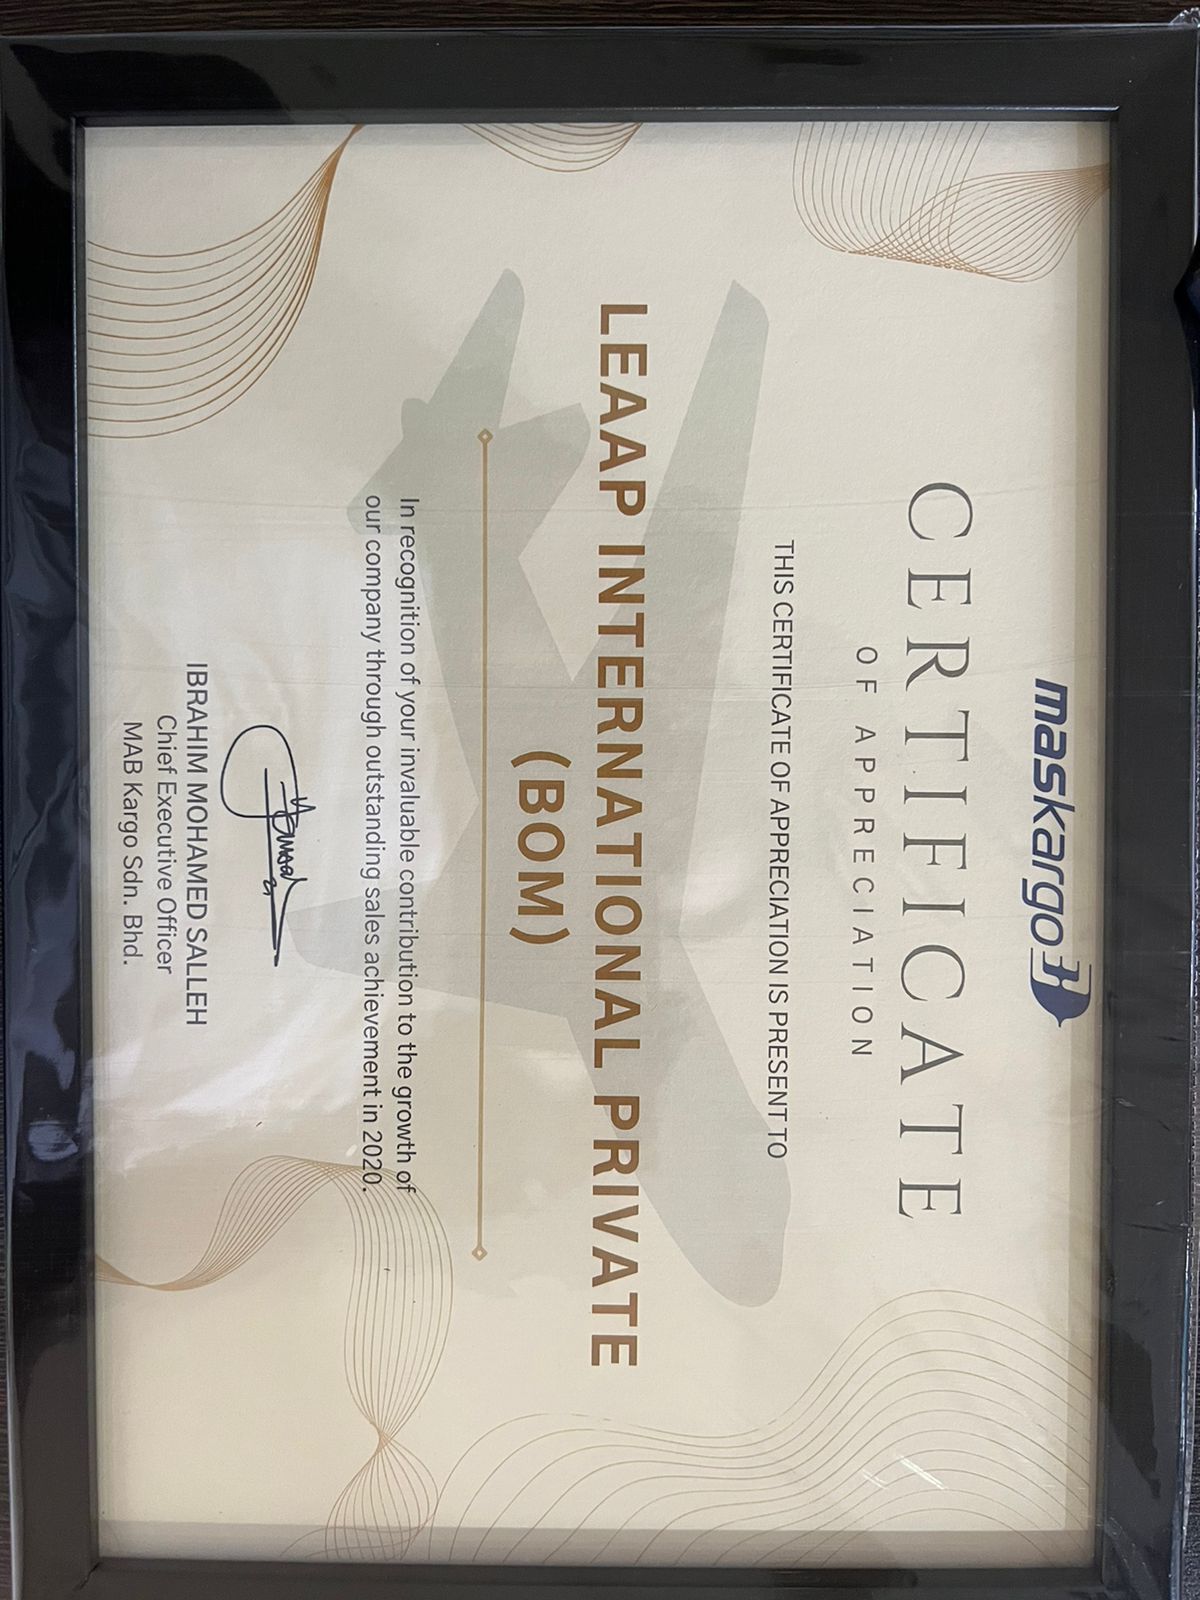 maskargo
CERTIFICATE
OF APPRECIATION
THIS CERTIFICATE OF APPRECIATION IS PRESENT TO
LEAAP INTERNATIONAL PRIVATE
(BOM)
In recognition of your invaluable contribution to the growth of
our company through outstanding sales achievement in 2020.
IBRAHIM MOHAMED SALLEH
Chief Executive Officer
MAB Kargo Sdn. Bhd.